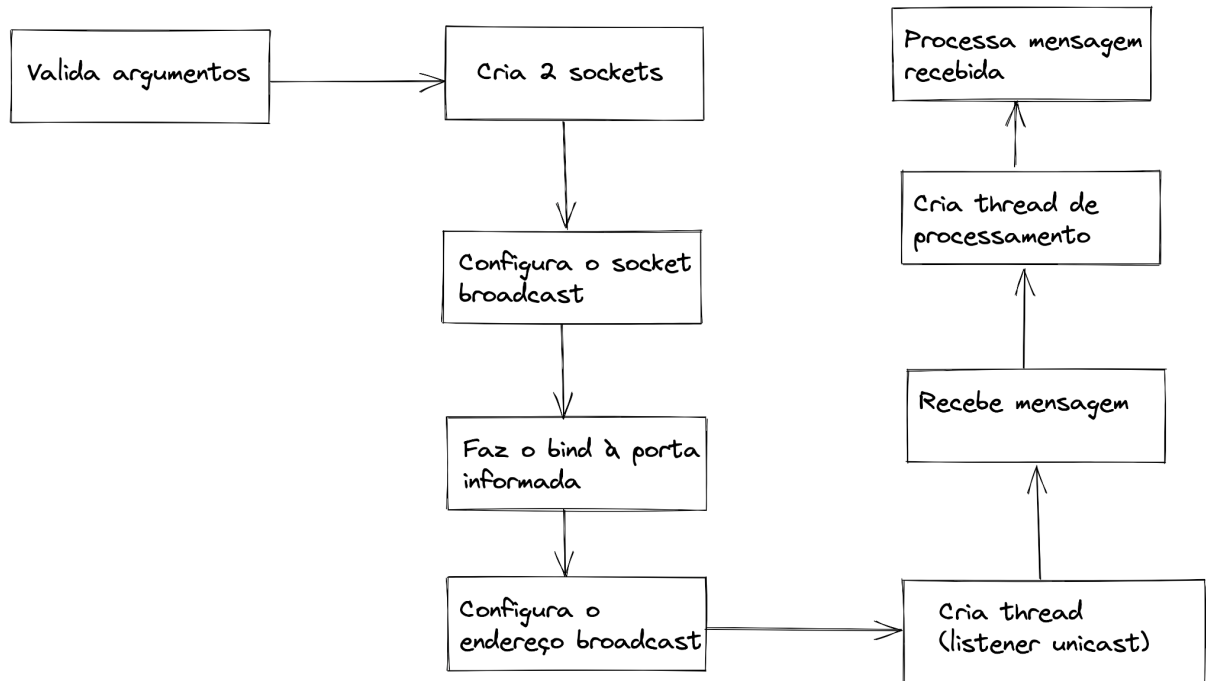 Valida argumentos
Cria 2 sockets
Configura o socket
broadcast
Faz o bind à porta
informada
Configura o
endereço broadcast
Cria thread
(listener unicast)
Recebe mensagem
Cria thread de
processamento
Processa mensagem
recebida